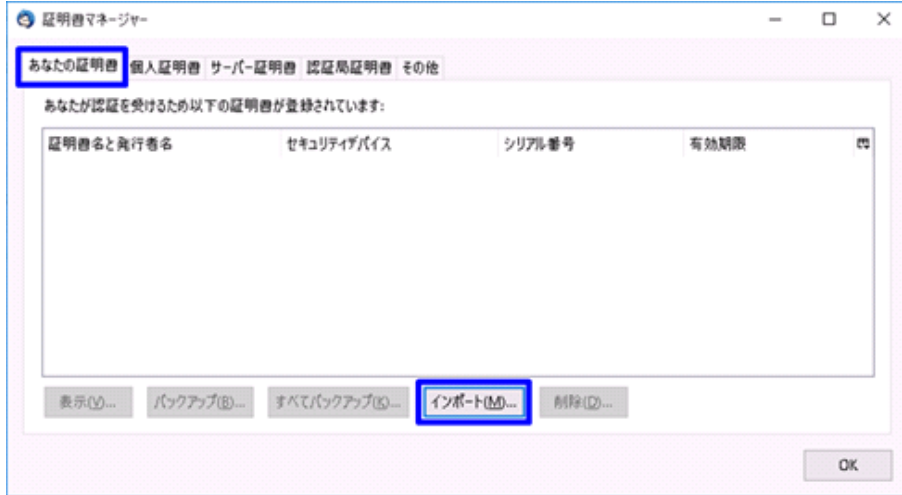 証明書マネージャー
あなたの証明書 個人証明書 サーバー証明書 認証局証明書 その他
あなたが認証を受けるため以下の証明書が登録されています:
証明書名と発行者名 セキュリティデバイス シリアル番号 有効期限
表示(V)... バックアップ(B)... すべてバックアップ(K)... インポート(M)... 削除(D)...
OK